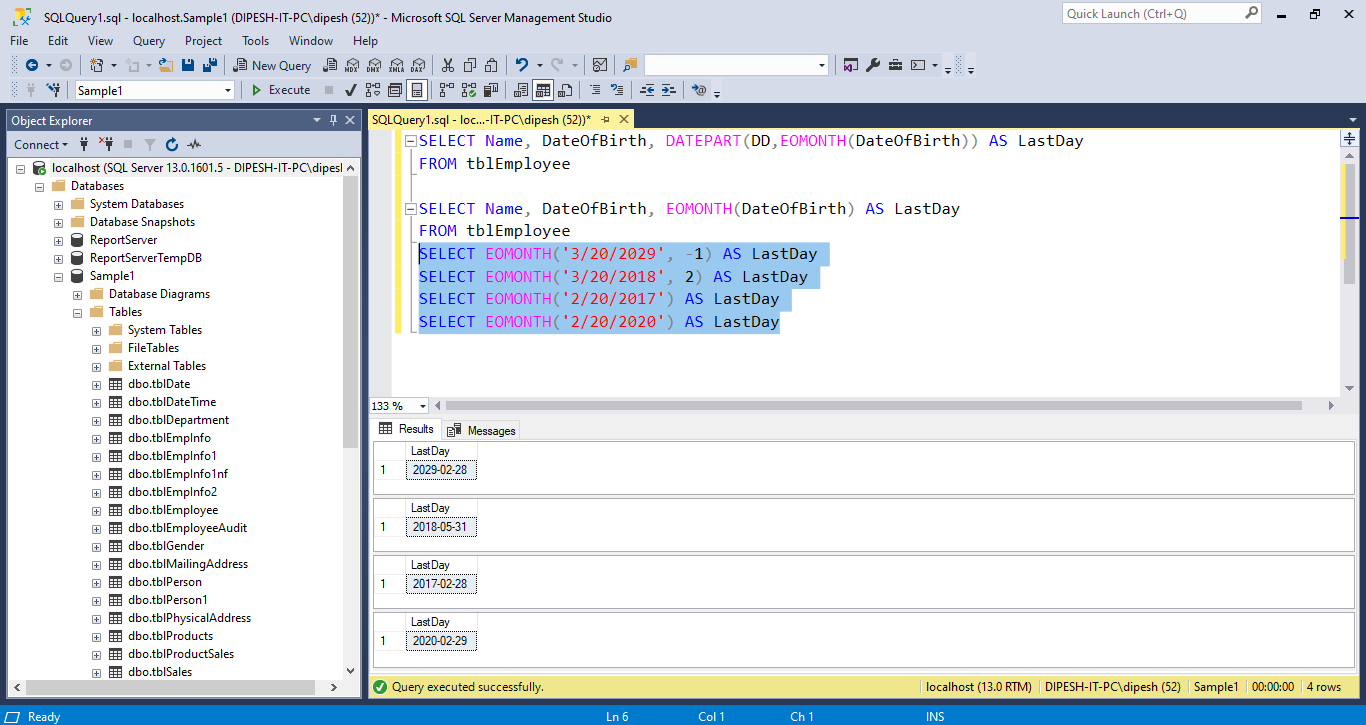 SQLQuery1.sql - localhost.Sample1 (DIPESH-IT-PC\dipesh (52))* - Microsoft SQL Server Management Studio
Quick Launch (Ctrl+Q)
File Edit View Query Project Tools Window Help
New Query MDX DMX XMLA DAX
Sample1 Execute
Object Explorer
Connect
localhost (SQL Server 13.0.1601.5 - DIPESH-IT-PC\dipesl
Databases
System Databases
Database Snapshots
ReportServer
ReportServerTempDB
Sample1
Database Diagrams
Tables
System Tables
FileTables
External Tables
dbo.tblDate
dbo.tblDateTime
dbo.tblDepartment
dbo.tblEmpInfo
dbo.tblEmpInfo1
dbo.tblEmpInfo1nf
dbo.tblEmpInfo2
dbo.tblEmployee
dbo.tblEmployeeAudit
dbo.tblGender
dbo.tblMailingAddress
dbo.tblPerson
dbo.tblPerson1
dbo.tblPhysicalAddress
dbo.tblProducts
dbo.tblProductSales
dbo.tblSales
SQLQuery1.sql - loc...-IT-PC\dipesh (52))*
SELECT Name, DateOfBirth, DATEPART(DD,EOMONTH(DateOfBirth)) AS LastDay
FROM tblEmployee
SELECT Name, DateOfBirth, EOMONTH(DateOfBirth) AS LastDay
FROM tblEmployee
SELECT EOMONTH('3/20/2029', -1) AS LastDay
SELECT EOMONTH('3/20/2018', 2) AS LastDay
SELECT EOMONTH('2/20/2017') AS LastDay
SELECT EOMONTH('2/20/2020') AS LastDay
133 %
Results Messages
LastDay
1 2029-02-28
LastDay
1 2018-05-31
LastDay
1 2017-02-28
LastDay
1 2020-02-29
Query executed successfully. localhost (13.0 RTM) DIPESH-IT-PC\dipesh (52) Sample1 00:00:00 4 rows
Ready Ln 6 Col 1 Ch 1 INS